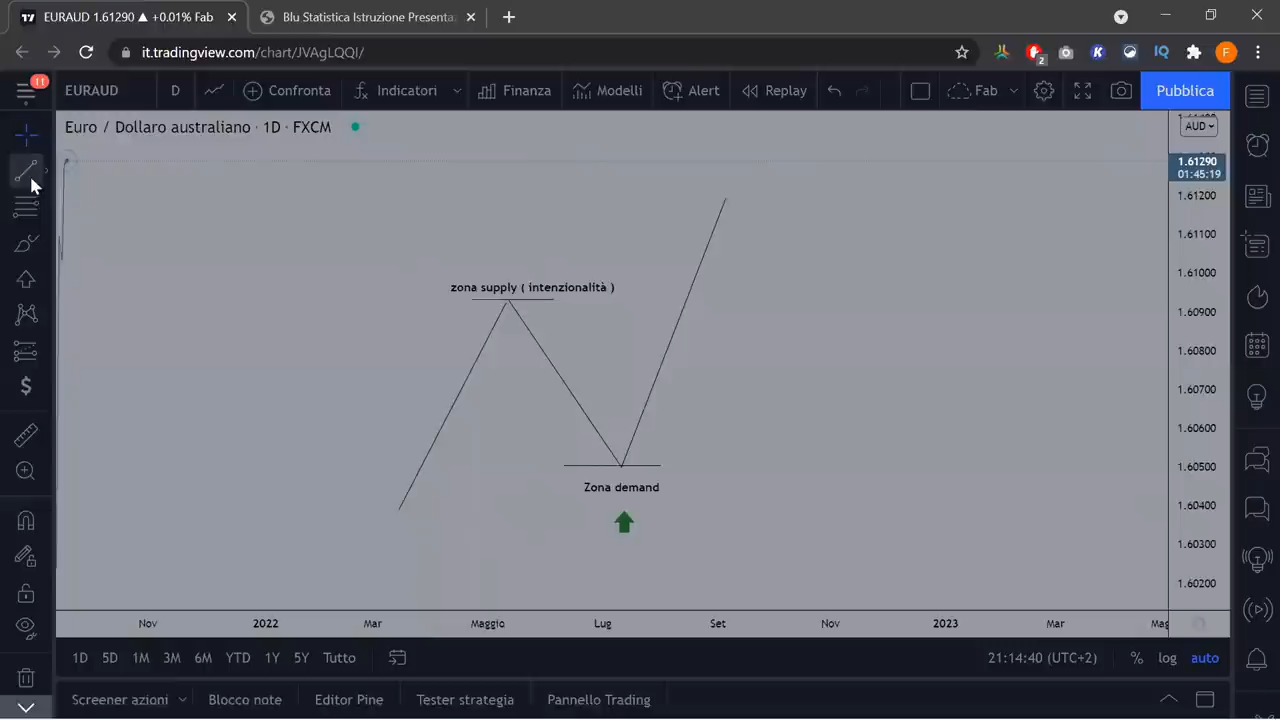 EURAUD 1.61290 ▲ +0.01% Fab
Blu Statistica Istruzione Presenta
it.tradingview.com/chart/JVAgLQQI/
2
K
IQ
F
11
EURAUD
D
Confronta
Indicatori
Finanza
Modelli
Alert
Replay
Fab
Pubblica
Euro / Dollaro australiano · 1D · FXCM
AUD
1.61290
01:45:19
1.61200
1.61100
1.61000
1.60900
1.60800
1.60700
1.60600
1.60500
1.60400
1.60300
1.60200
zona supply ( intenzionalità )
Zona demand
Nov
2022
Mar
Maggio
Lug
Set
Nov
2023
Mar
Mag
1D
5D
1M
3M
6M
YTD
1Y
5Y
Tutto
21:14:40 (UTC+2)
%
log
auto
Screener azioni
Blocco note
Editor Pine
Tester strategia
Pannello Trading